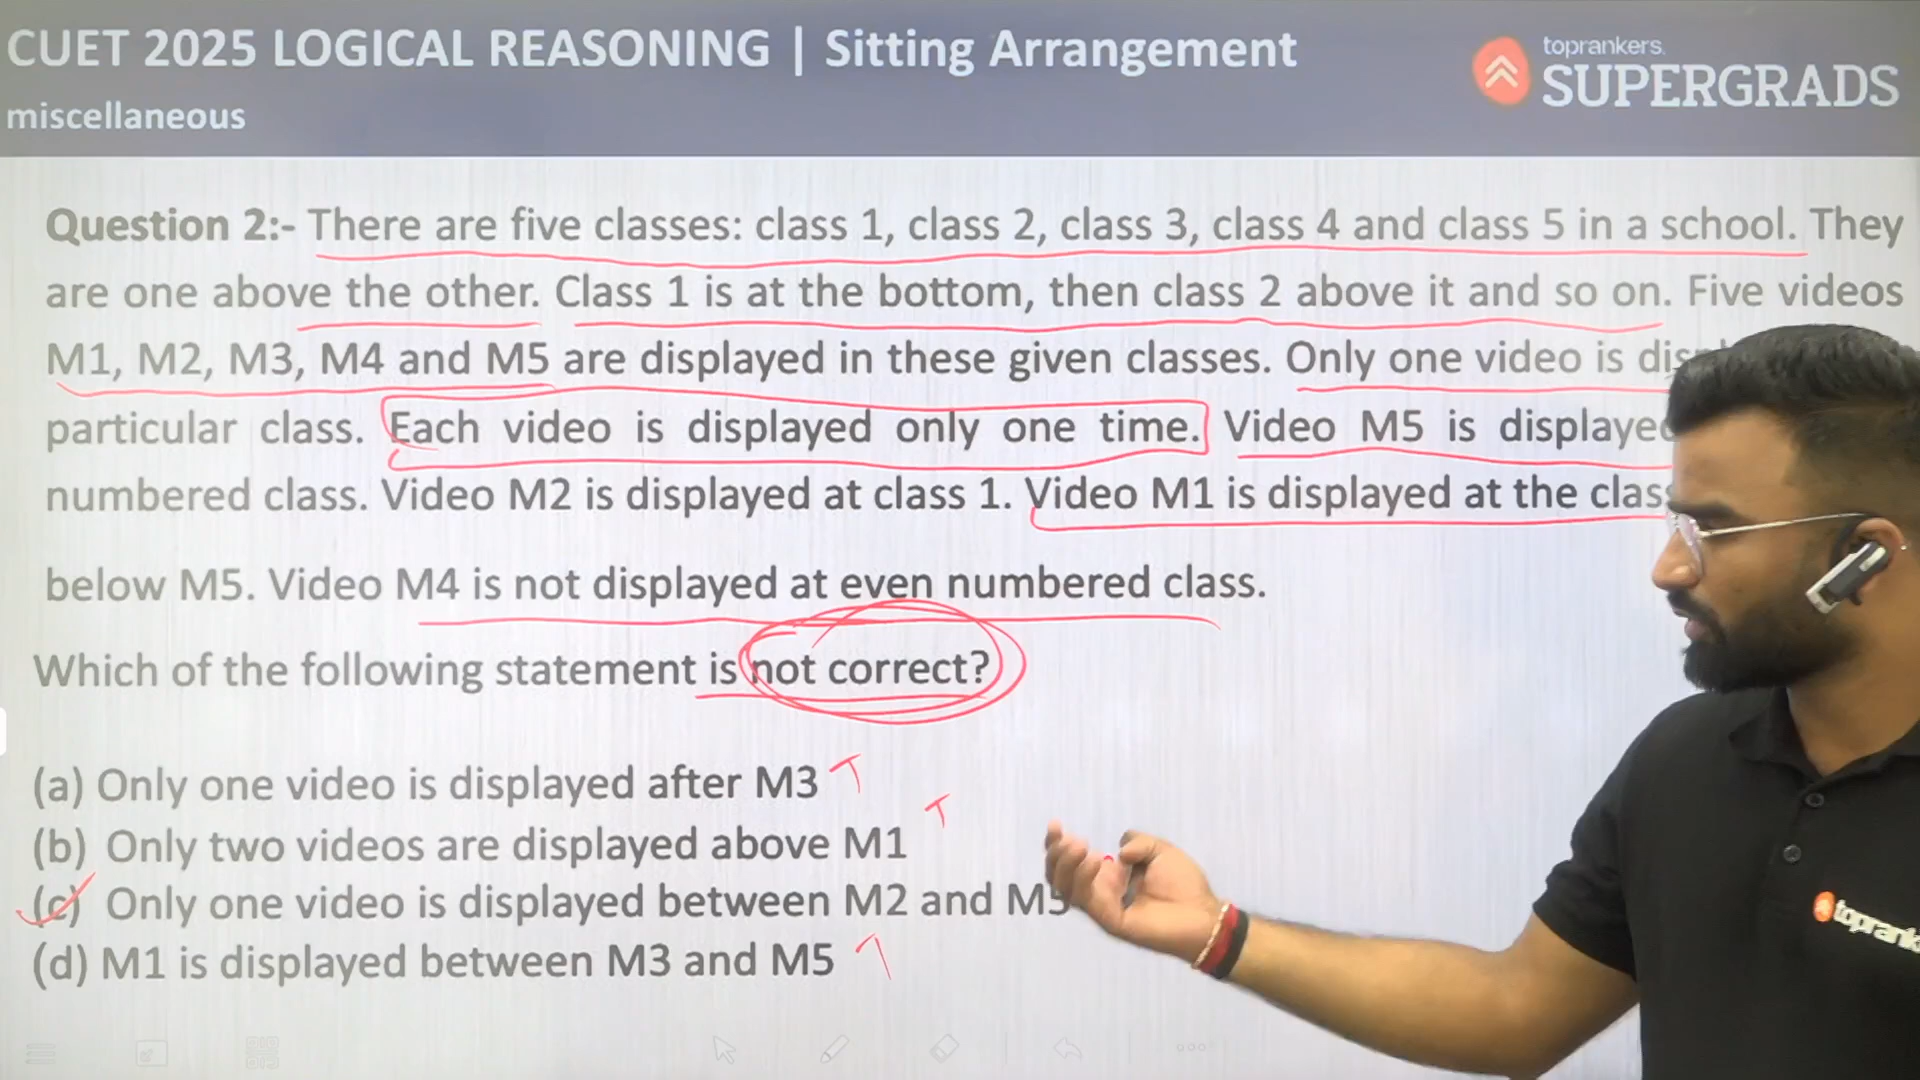 CUET 2025 LOGICAL REASONING | Sitting Arrangement
miscellaneous
toprankers.
SUPERGRADS
Question 2:- There are five classes: class 1, class 2, class 3, class 4 and class 5 in a school. They
are one above the other. Class 1 is at the bottom, then class 2 above it and so on. Five videos
M1, M2, M3, M4 and M5 are displayed in these given classes. Only one video is
particular class. Each video is displayed only one time. Video M5 is displayed
numbered class. Video M2 is displayed at class 1. Video M1 is displayed at the class
below M5. Video M4 is not displayed at even numbered class.
Which of the following statement is not correct?
(a) Only one video is displayed after M3 T
(b) Only two videos are displayed above M1 T
(c) Only one video is displayed between M2 and M5
(d) M1 is displayed between M3 and M5